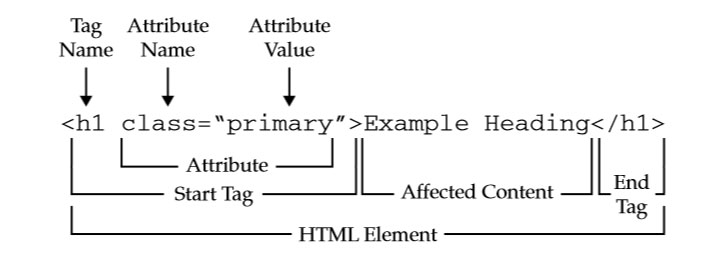 Tag Attribute Attribute
Name Name Value
<h1 class=“primary”>Example Heading</h1>
Attribute
Start Tag Affected Content End
Tag
HTML Element